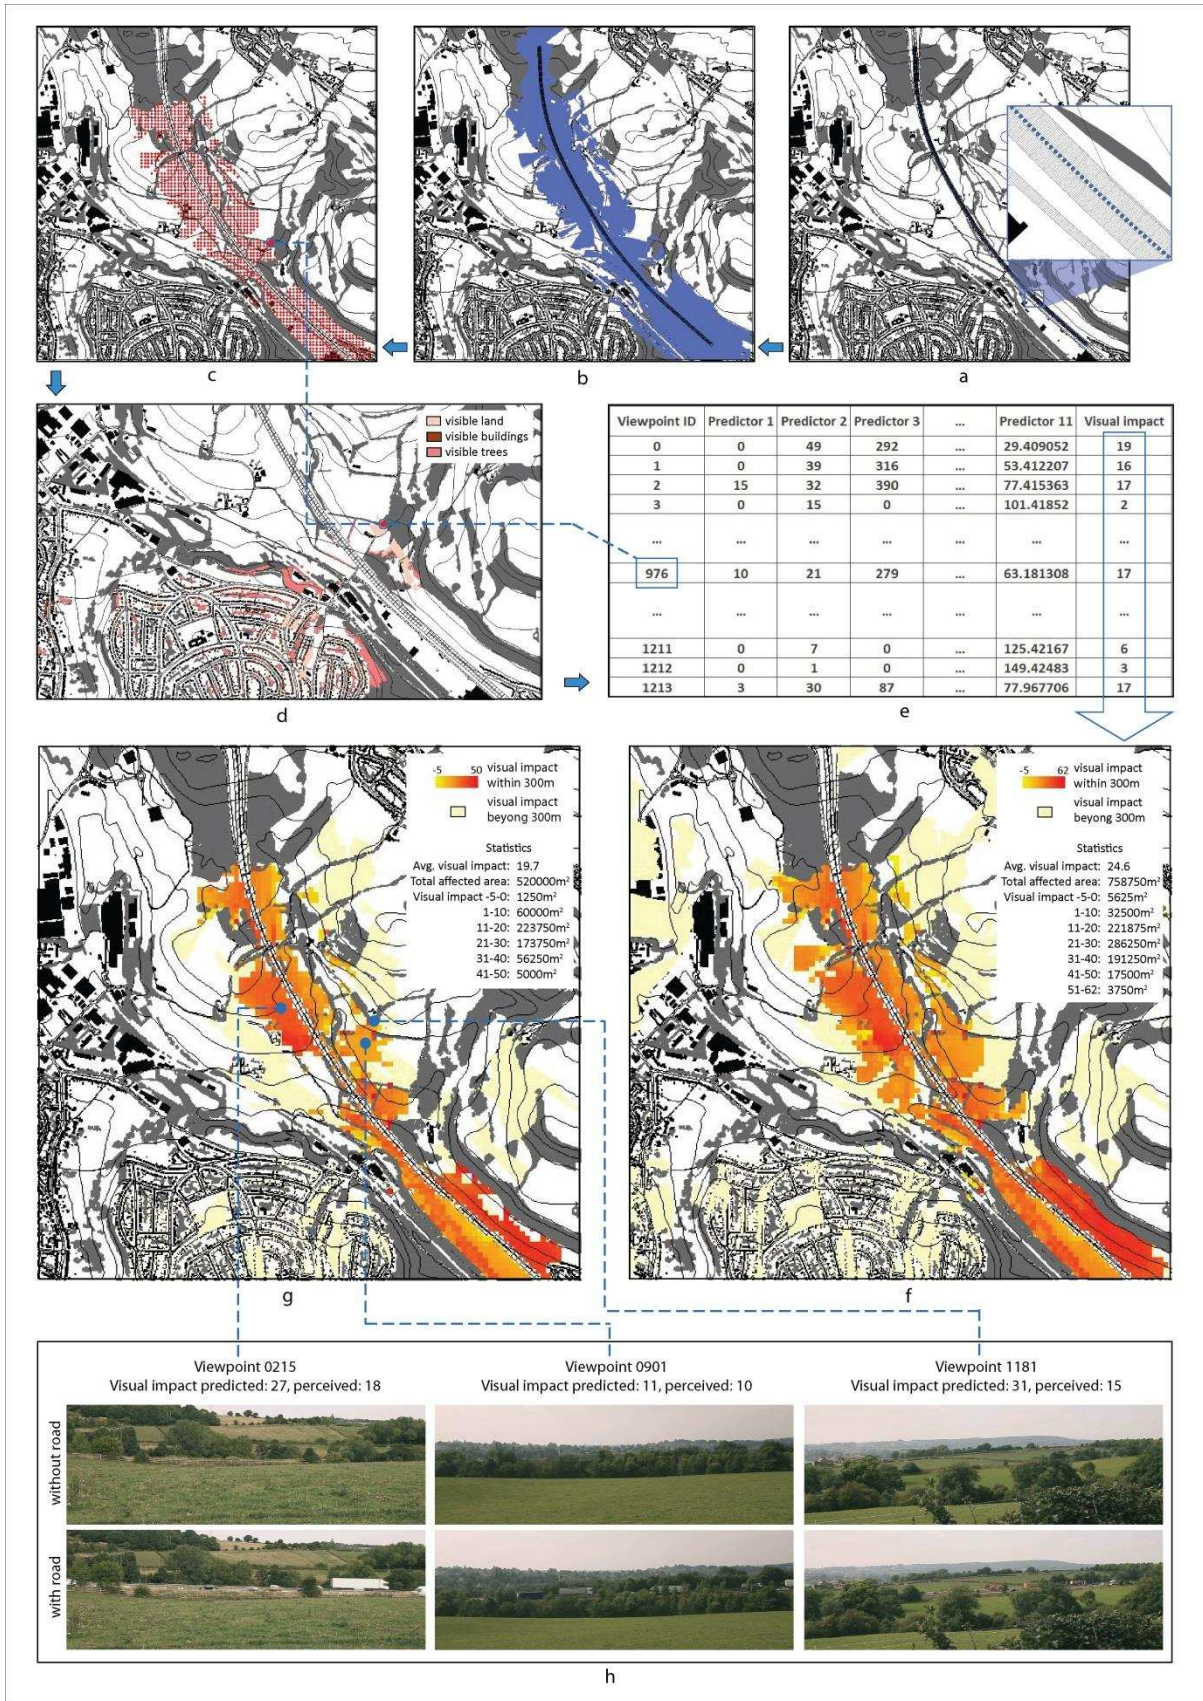 c
b
a
visible land
visible buildings
visible trees
d
Viewpoint ID Predictor 1 Predictor 2 Predictor 3 ... Predictor 11 Visual impact
0 0 49 292 ... 29.409052 19
1 0 39 316 ... 53.412207 16
2 15 32 390 ... 77.415363 17
3 0 15 0 ... 101.41852 2
... ... ... ... ... ... ...
976 10 21 279 ... 63.181308 17
... ... ... ... ... ... ...
1211 0 7 0 ... 125.42167 6
1212 0 1 0 ... 149.42483 3
1213 3 30 87 ... 77.967706 17
e
-5 50 visual impact
within 300m
visual impact
beyong 300m
Statistics
Avg. visual impact: 19.7
Total affected area: 520000m²
Visual impact -5-0: 1250m²
1-10: 60000m²
11-20: 223750m²
21-30: 173750m²
31-40: 56250m²
41-50: 5000m²
g
-5 62 visual impact
within 300m
visual impact
beyong 300m
Statistics
Avg. visual impact: 24.6
Total affected area: 758750m²
Visual impact -5-0: 5625m²
1-10: 32500m²
11-20: 221875m²
21-30: 286250m²
31-40: 191250m²
41-50: 17500m²
51-62: 3750m²
f
Viewpoint 0215
Visual impact predicted: 27, perceived: 18
Viewpoint 0901
Visual impact predicted: 11, perceived: 10
Viewpoint 1181
Visual impact predicted: 31, perceived: 15
without road
with road
h